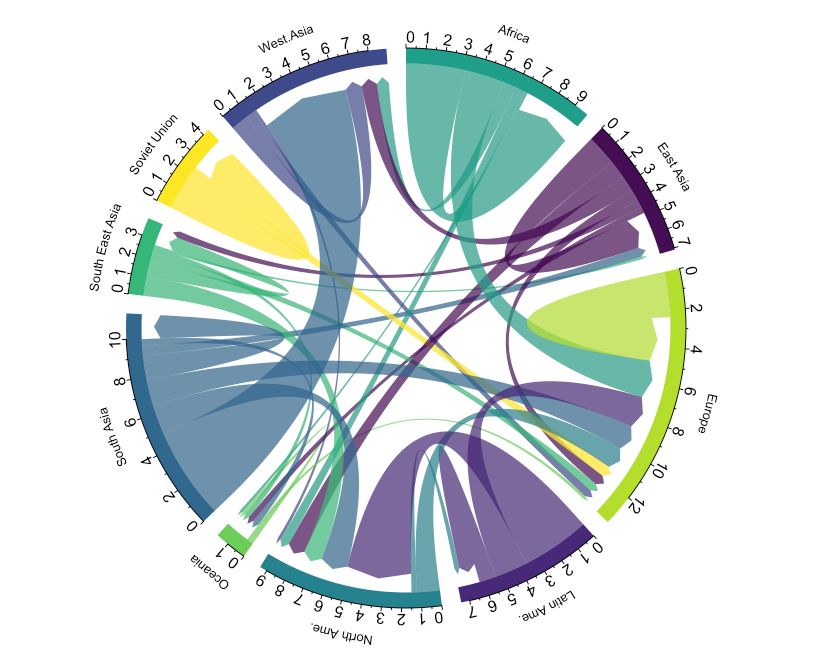 Africa
0 1 2 3 4 5 6 7 8 9
East Asia
0 1 2 3 4 5 6 7
Europe
0 2 4 6 8 10 12
Latin Ame.
0 1 2 3 4 5 6 7
North Ame.
0 1 2 3 4 5 6 7 8 9
Oceania
0 1
South Asia
0 2 4 6 8 10
South East Asia
0 1 2 3
Soviet Union
0 1 2 3 4
West.Asia
0 1 2 3 4 5 6 7 8